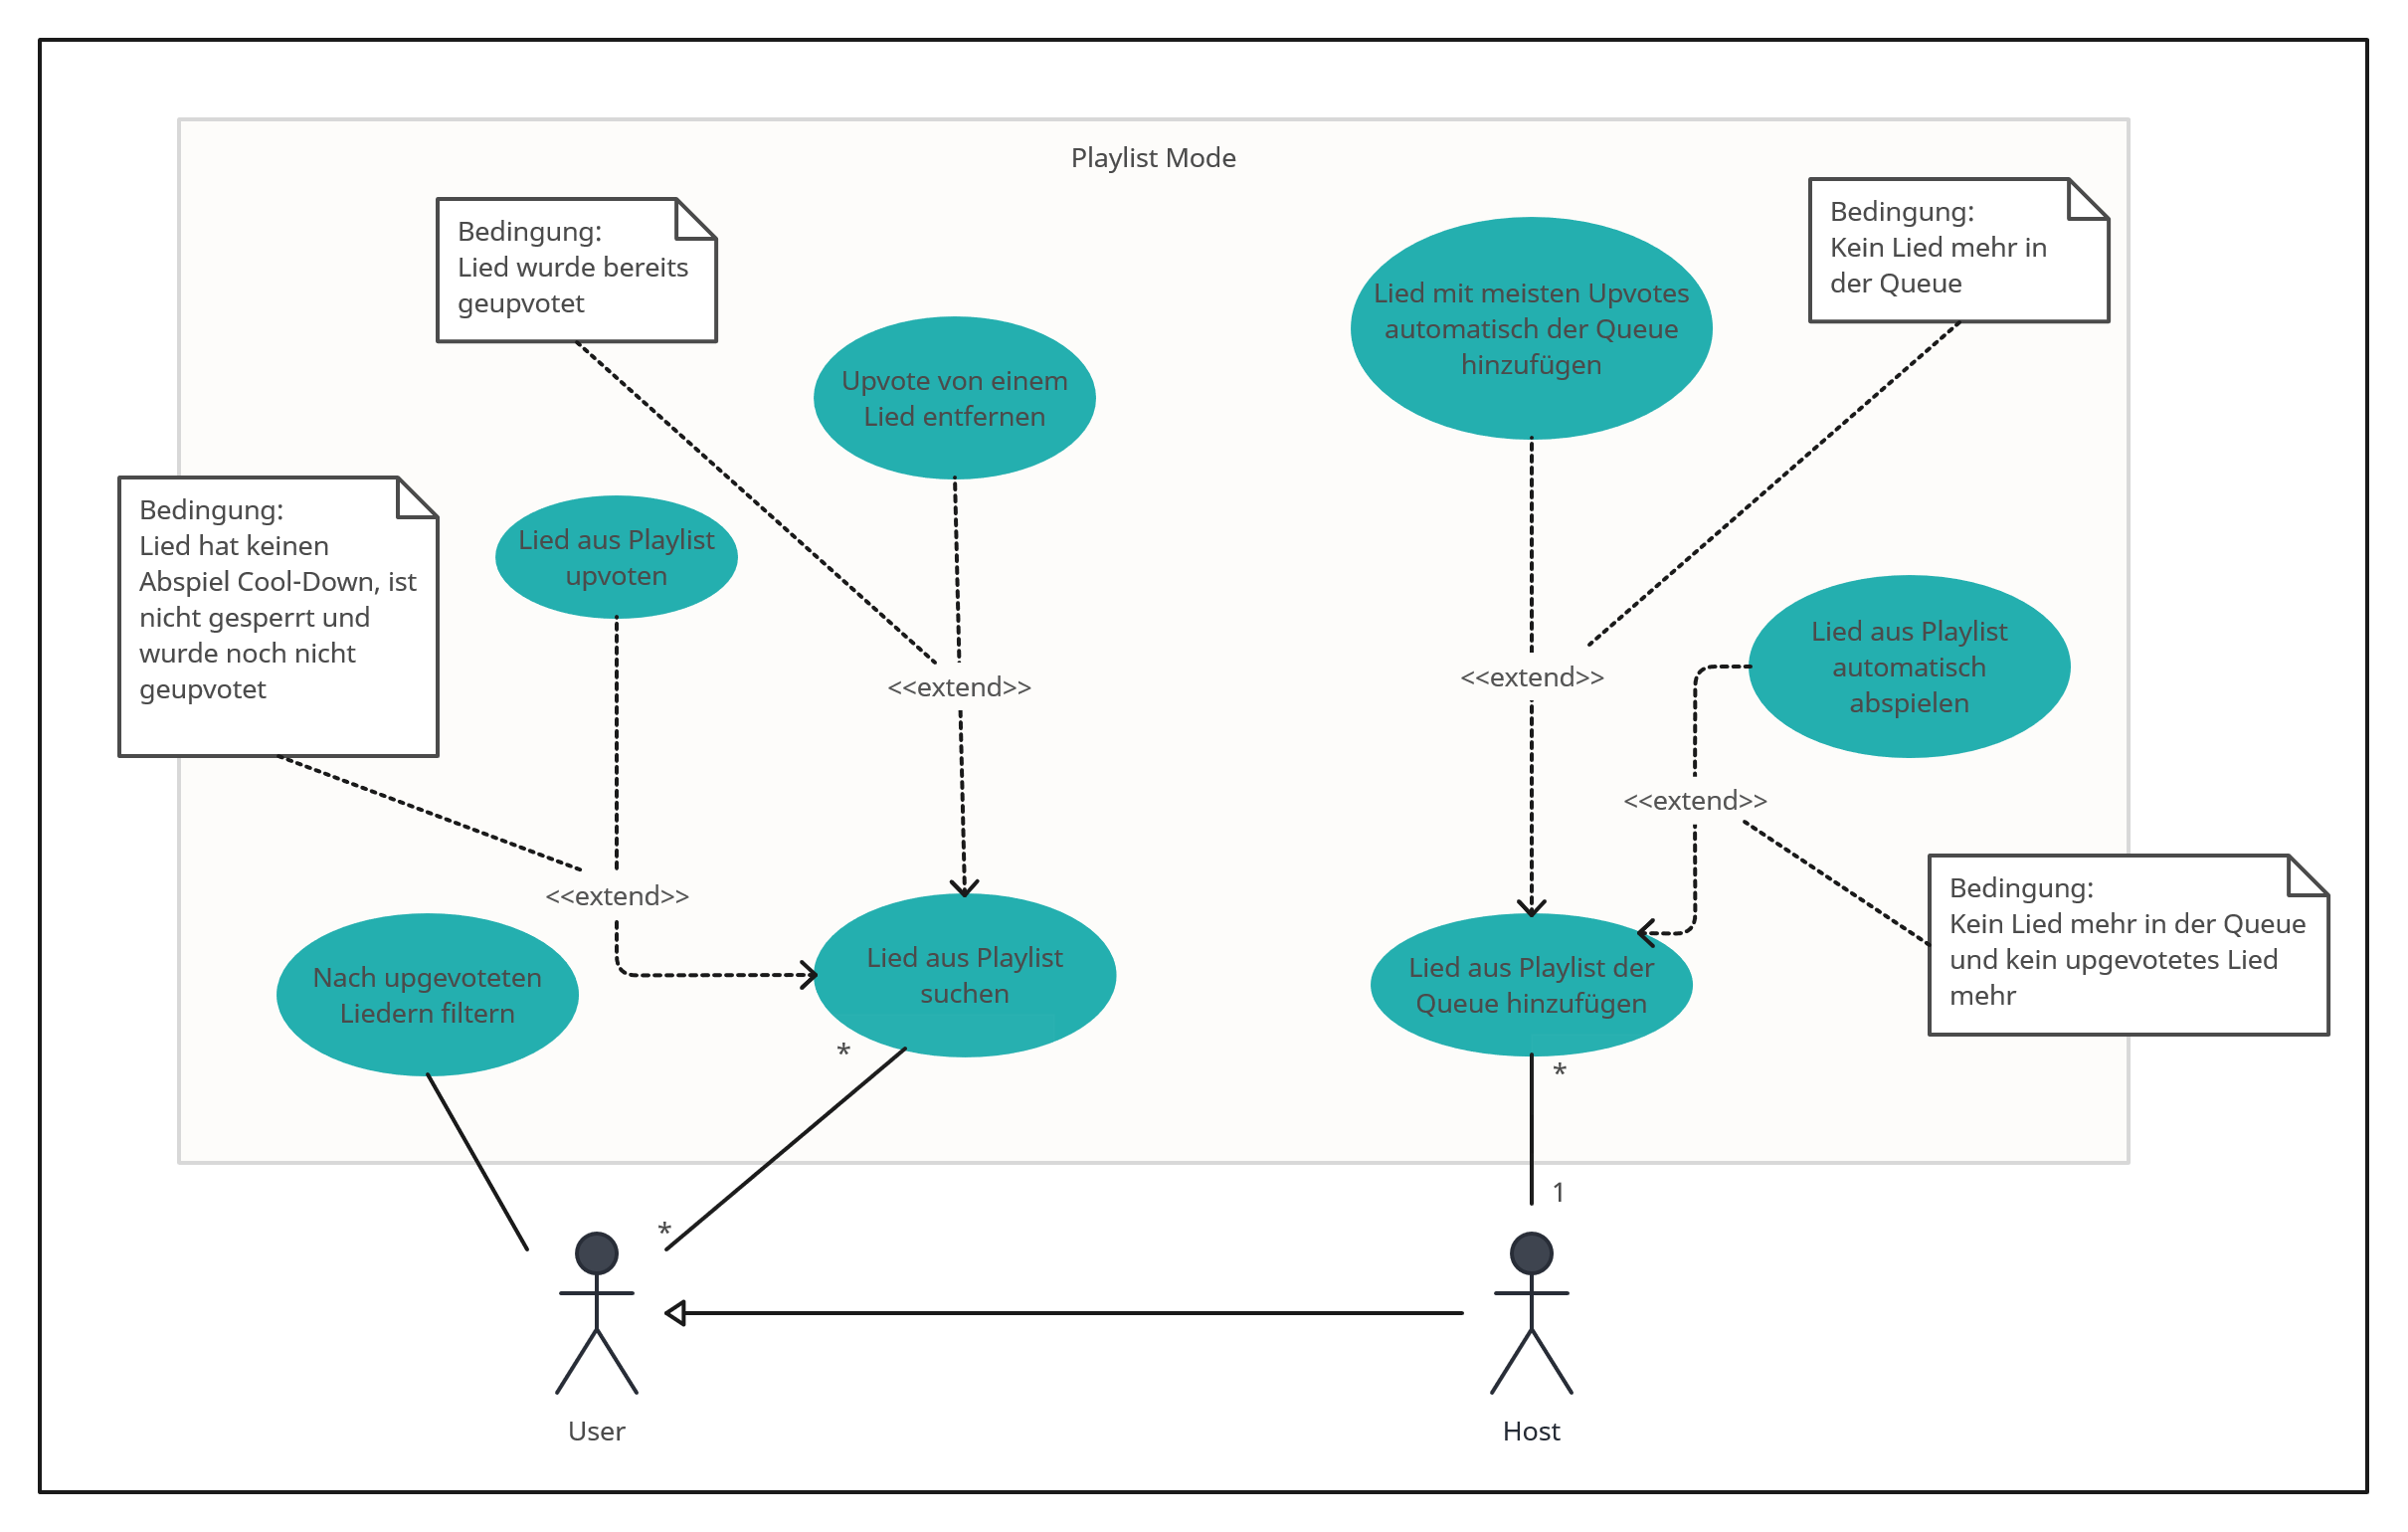 Playlist Mode
Bedingung:
Lied wurde bereits
geupvotet
Bedingung:
Kein Lied mehr in
der Queue
Lied mit meisten Upvotes
automatisch der Queue
hinzufügen
Upvote von einem
Lied entfernen
Bedingung:
Lied hat keinen
Abspiel Cool-Down, ist
nicht gesperrt und
wurde noch nicht
geupvotet
Lied aus Playlist
upvoten
Lied aus Playlist
automatisch
abspielen
<<extend>>
<<extend>>
<<extend>>
<<extend>>
Bedingung:
Kein Lied mehr in der Queue
und kein upgevotetes Lied
mehr
Nach upgevoteten
Liedern filtern
Lied aus Playlist
suchen
Lied aus Playlist der
Queue hinzufügen
*
*
1
*
User
Host